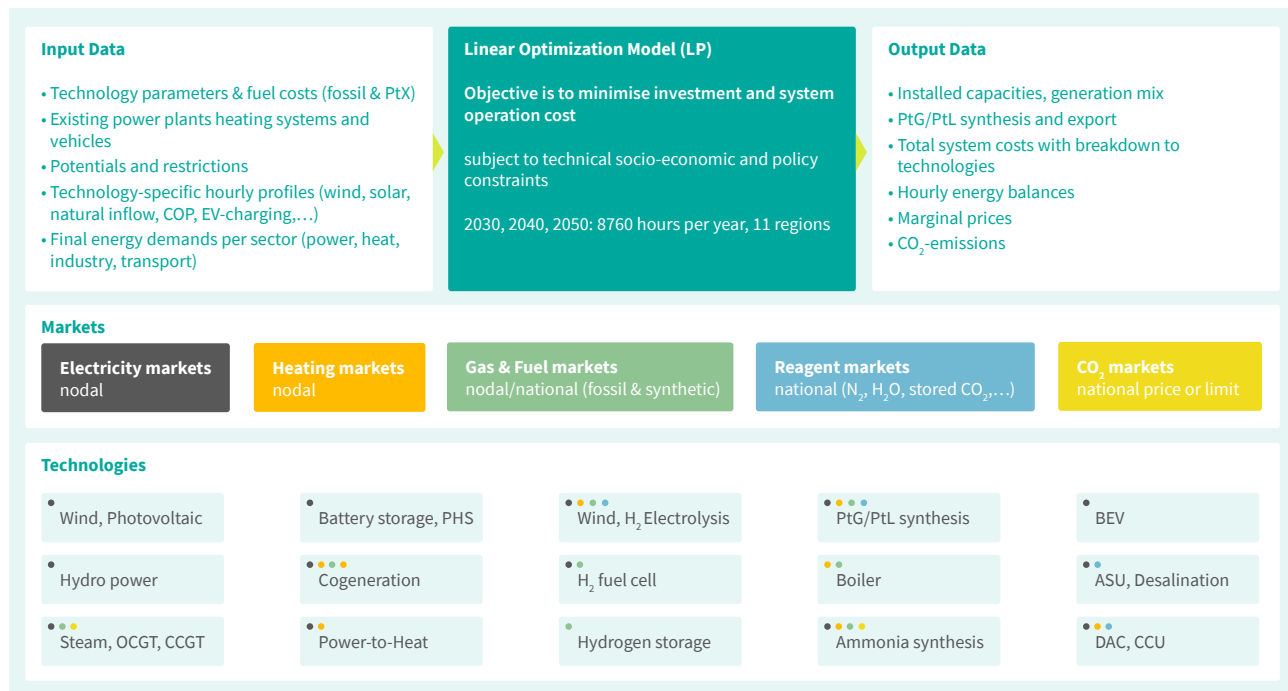 Input Data
• Technology parameters & fuel costs (fossil & PtX)
• Existing power plants heating systems and
vehicles
• Potentials and restrictions
• Technology-specific hourly profiles (wind, solar,
natural inflow, COP, EV-charging,…)
• Final energy demands per sector (power, heat,
industry, transport)
Linear Optimization Model (LP)
Objective is to minimise investment and system
operation cost
subject to technical socio-economic and policy
constraints
2030, 2040, 2050: 8760 hours per year, 11 regions
Output Data
• Installed capacities, generation mix
• PtG/PtL synthesis and export
• Total system costs with breakdown to
technologies
• Hourly energy balances
• Marginal prices
• CO₂-emissions
Markets
Electricity markets
nodal
Heating markets
nodal
Gas & Fuel markets
nodal/national (fossil & synthetic)
Reagent markets
national (N₂, H₂O, stored CO₂,…)
CO₂ markets
national price or limit
Technologies
Wind, Photovoltaic
Battery storage, PHS
Wind, H₂ Electrolysis
PtG/PtL synthesis
BEV
Hydro power
Cogeneration
H₂ fuel cell
Boiler
ASU, Desalination
Steam, OCGT, CCGT
Power-to-Heat
Hydrogen storage
Ammonia synthesis
DAC, CCU